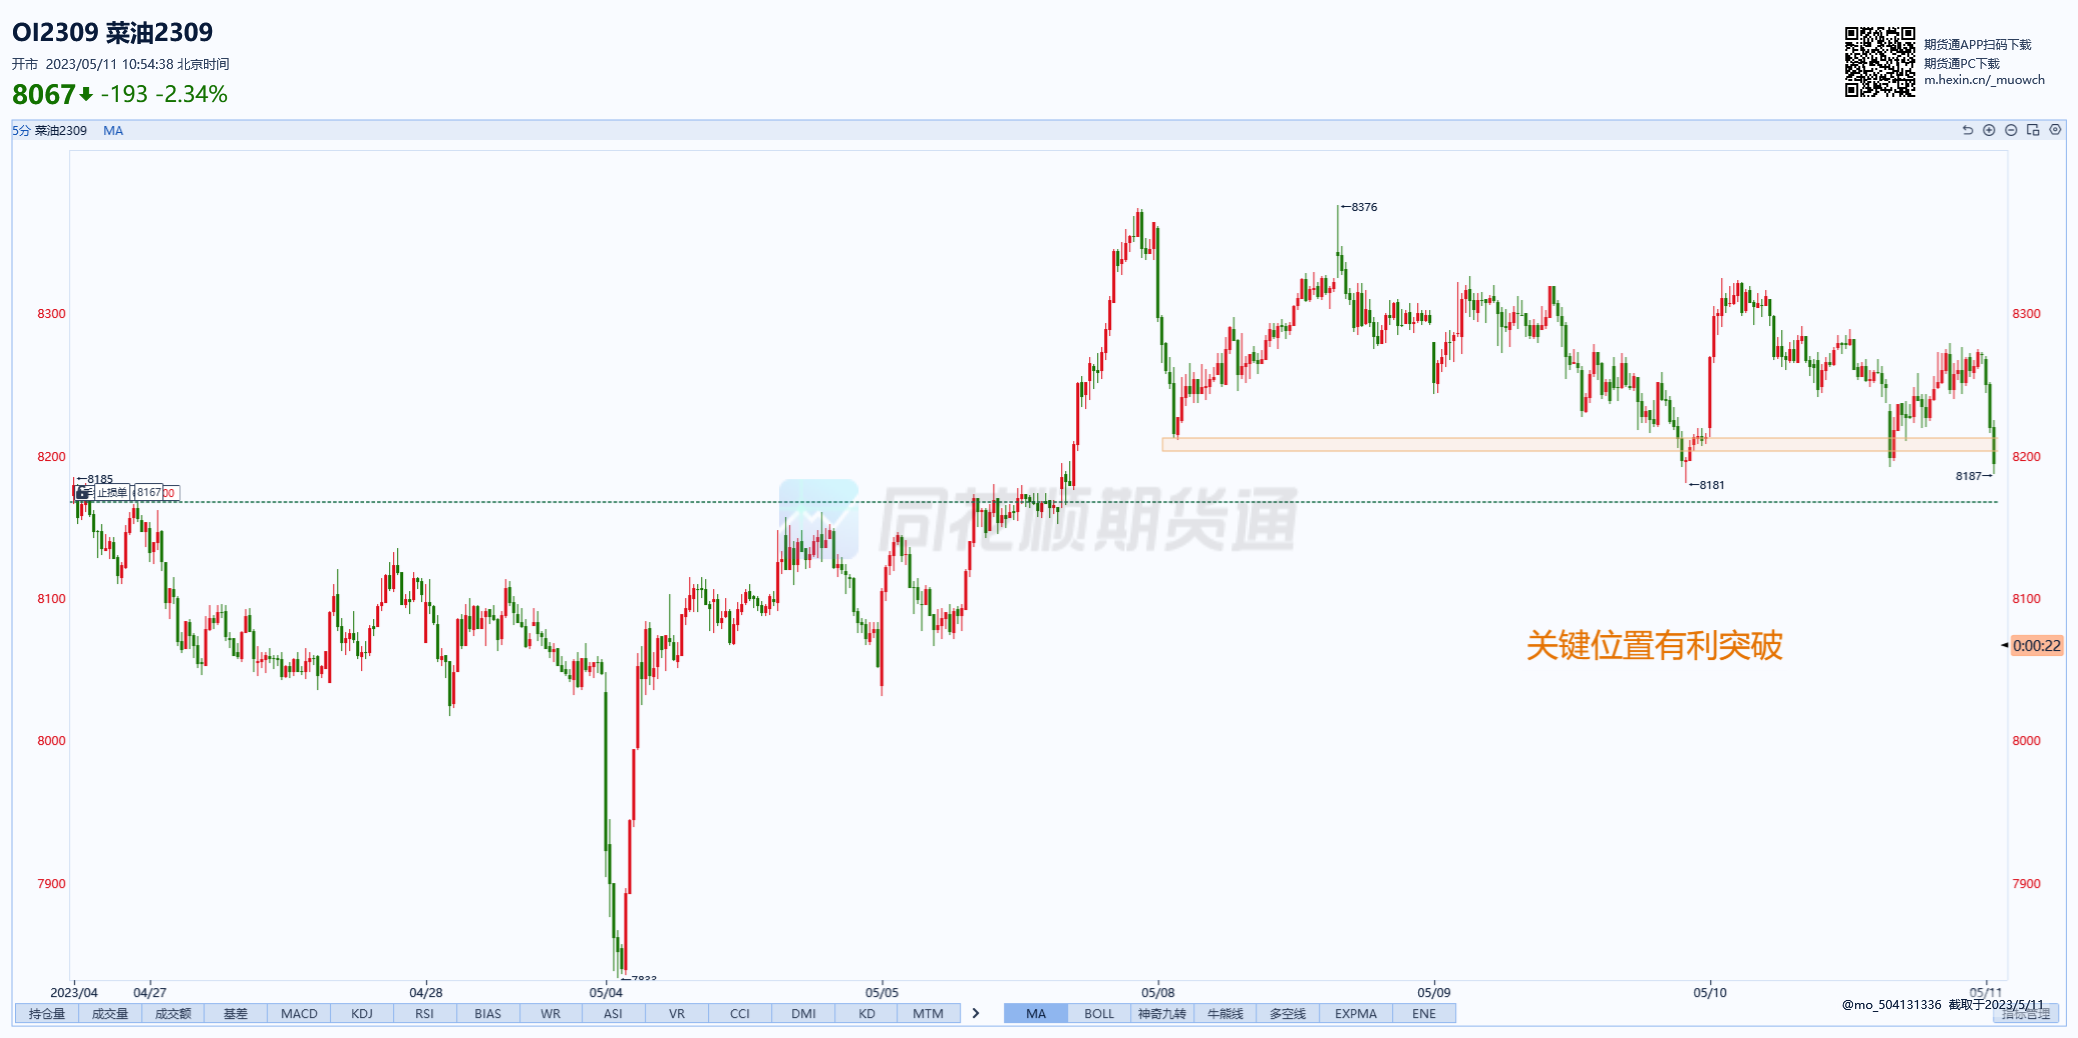 OI2309 菜油2309
开市 2023/05/11 10:54:38 北京时间
8067 -193 -2.34%
期货通APP扫码下载
期货通PC下载
m.hexin.cn/_muowch
5分 菜油2309 MA
←8376
8300 8300
8200 8200
←8185
8187→
←8181
止损单 8167 00
同花顺期货通
8100 8100
关键位置有利突破
0:00:22
8000 8000
7900 7900
←7833
2023/04 04/27 04/28 05/04 05/05 05/08 05/09 05/10 05/11
@mo_504131336 截取于2023/5/11
持仓量 成交量 成交额 基差 MACD KDJ RSI BIAS WR ASI VR CCI DMI KD MTM MA BOLL 神奇九转 牛熊线 多空线 EXPMA ENE 指标管理